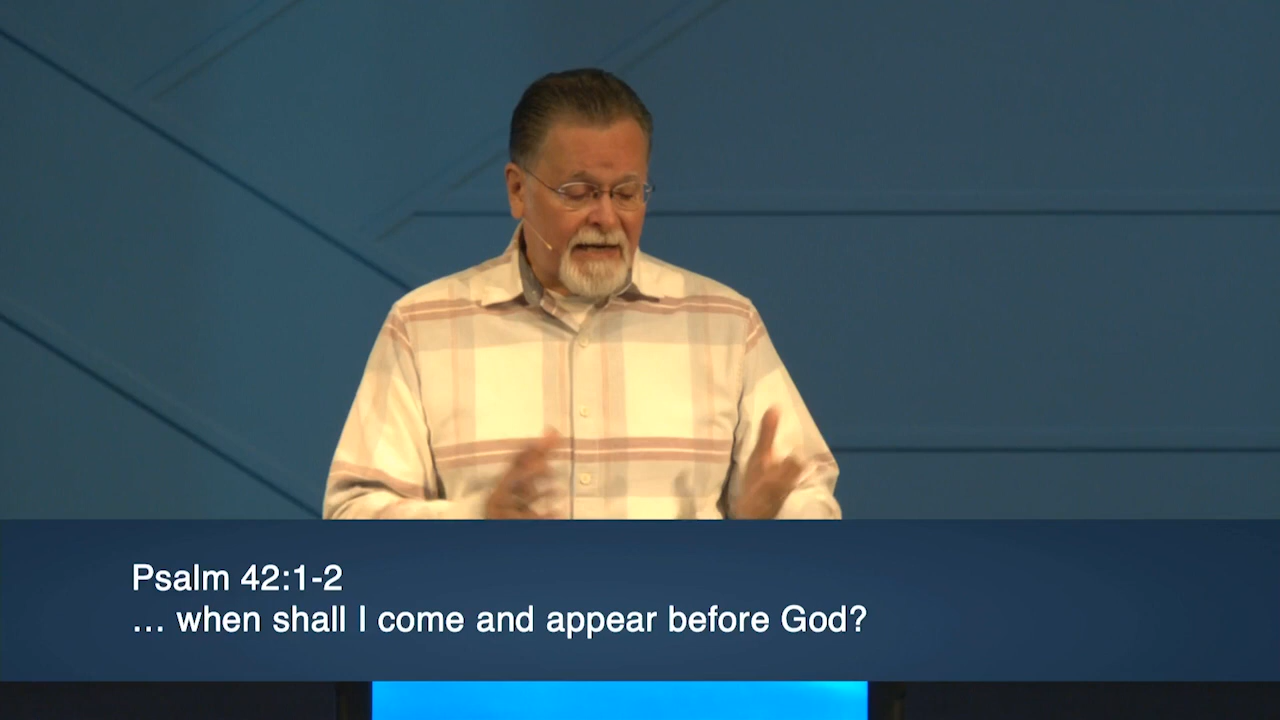 Psalm 42:1-2
... when shall I come and appear before God?